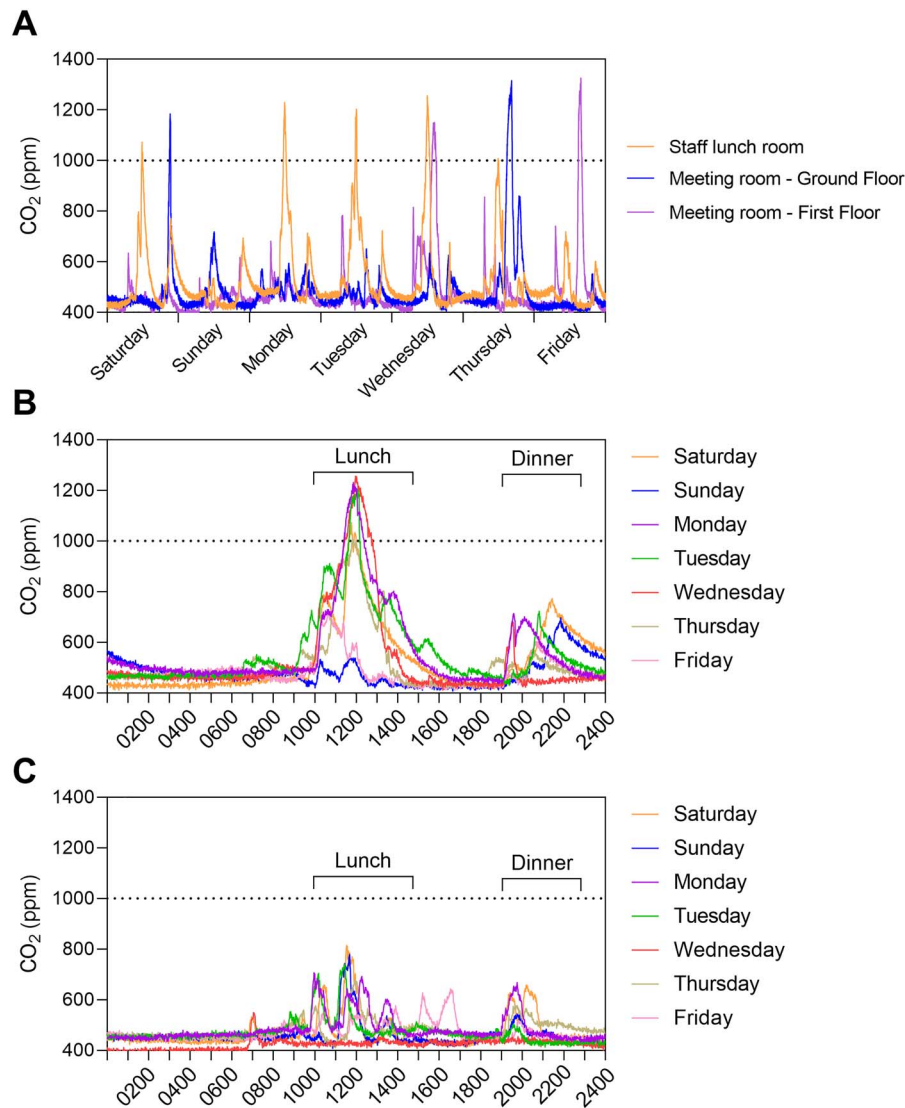 A
1400
1200
1000
800
600
400
CO₂ (ppm)
Saturday
Sunday
Monday
Tuesday
Wednesday
Thursday
Friday
Staff lunch room
Meeting room - Ground Floor
Meeting room - First Floor
B
1400
1200
1000
800
600
400
CO₂ (ppm)
Lunch
Dinner
0200 0400 0600 0800 1000 1200 1400 1600 1800 2000 2200 2400
Saturday
Sunday
Monday
Tuesday
Wednesday
Thursday
Friday
C
1400
1200
1000
800
600
400
CO₂ (ppm)
Lunch
Dinner
0200 0400 0600 0800 1000 1200 1400 1600 1800 2000 2200 2400
Saturday
Sunday
Monday
Tuesday
Wednesday
Thursday
Friday